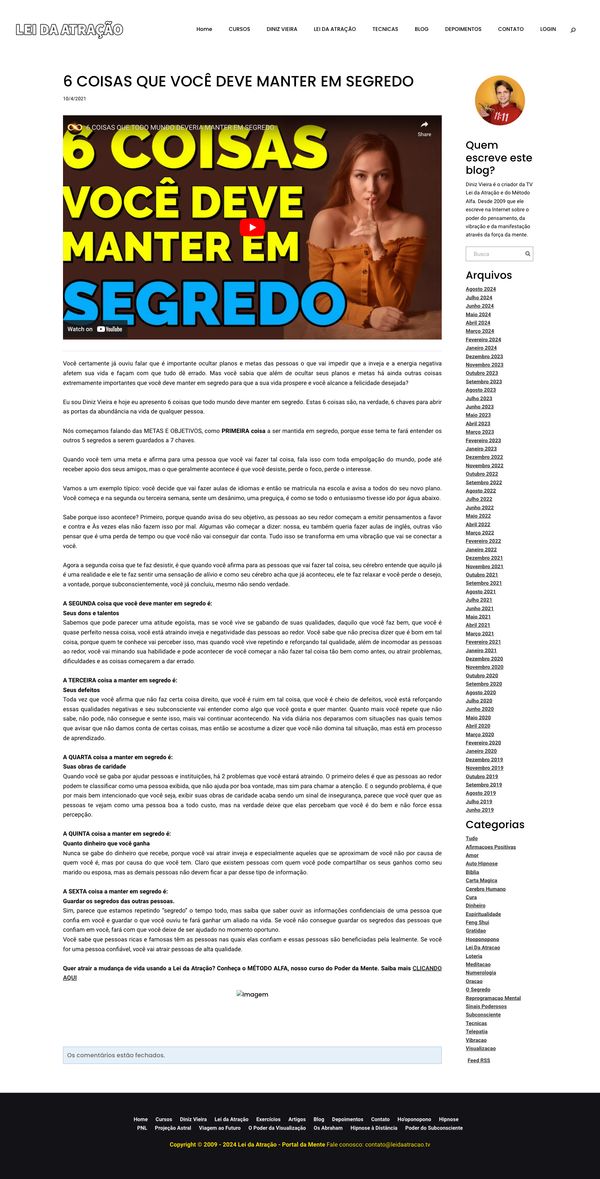 LEI DA ATRAÇÃO
Home CURSOS DINIZ VIEIRA LEI DA ATRAÇÃO TECNICAS BLOG DEPOIMENTOS CONTATO LOGIN
6 COISAS QUE VOCÊ DEVE MANTER EM SEGREDO
10/4/2021
6 COISAS QUE TODO MUNDO DEVERIA MANTER EM SEGREDO
Share
6 COISAS
VOCÊ DEVE
MANTER EM
SEGREDO
Watch on YouTube
Você certamente já ouviu falar que é importante ocultar planos e metas das pessoas o que vai impedir que a inveja e a energia negativa
afetem sua vida e façam com que tudo dê errado. Mas você sabia que além de ocultar seus planos e metas há ainda outras coisas
extremamente importantes que você deve manter em segredo para que a sua vida prospere e você alcance a felicidade desejada?
Eu sou Diniz Vieira e hoje eu apresento 6 coisas que todo mundo deve manter em segredo. Estas 6 coisas são, na verdade, 6 chaves para abrir
as portas da abundância na vida de qualquer pessoa.
Nós começamos falando das METAS E OBJETIVOS, como PRIMEIRA coisa a ser mantida em segredo, porque esse tema te fará entender os
outros 5 segredos a serem guardados a 7 chaves.
Quando você tem uma meta e afirma para uma pessoa que você vai fazer tal coisa, fala isso com toda empolgação do mundo, pode até
receber apoio dos seus amigos, mas o que geralmente acontece é que você desiste, perde o foco, perde o interesse.
Vamos a um exemplo típico: você decide que vai fazer aulas de idiomas e então se matricula na escola e avisa a todos do seu novo plano.
Você começa e na segunda ou terceira semana, sente um desânimo, uma preguiça, é como se todo o entusiasmo tivesse ido por água abaixo.
Sabe porque isso acontece? Primeiro, porque quando avisa do seu objetivo, as pessoas ao seu redor começam a emitir pensamentos a favor
e contra e Às vezes elas não fazem isso por mal. Algumas vão começar a dizer: nossa, eu também queria fazer aulas de inglês, outras vão
pensar que é uma perda de tempo ou que você não vai conseguir dar conta. Tudo isso se transforma em uma vibração que vai se conectar a
você.
Agora a segunda coisa que te faz desistir, é que quando você afirma para as pessoas que vai fazer tal coisa, seu cérebro entende que aquilo já
é uma realidade e ele te faz sentir uma sensação de alívio e como seu cérebro acha que já aconteceu, ele te faz relaxar e você perde o desejo,
a vontade, porque subconscientemente, você já concluiu, mesmo não sendo verdade.
A SEGUNDA coisa que você deve manter em segredo é:
Seus dons e talentos
Sabemos que pode parecer uma atitude egoísta, mas se você vive se gabando de suas qualidades, daquilo que você faz bem, que você é
quase perfeito nessa coisa, você está atraindo inveja e negatividade das pessoas ao redor. Você sabe que não precisa dizer que é bom em tal
coisa, porque quem te conhece vai perceber isso, mas quando você vive repetindo e reforçando tal qualidade, além de incomodar as pessoas
ao redor, você vai minando sua habilidade e pode acontecer de você começar a não fazer tal coisa tão bem como antes, ou atrair problemas,
dificuldades e as coisas começarem a dar errado.
A TERCEIRA coisa a manter em segredo é:
Seus defeitos
Toda vez que você afirma que não faz certa coisa direito, que você é ruim em tal coisa, que você é cheio de defeitos, você está reforçando
essas qualidades negativas e seu subconsciente vai entender como algo que você gosta e quer manter. Quanto mais você repete que não
sabe, não pode, não consegue e sente isso, mais vai continuar acontecendo. Na vida diária nos deparamos com situações nas quais temos
que avisar que não damos conta de certas coisas, mas então se acostume a dizer que você não domina tal situação, mas está em processo
de aprendizado.
A QUARTA coisa a manter em segredo é:
Suas obras de caridade
Quando você se gaba por ajudar pessoas e instituições, há 2 problemas que você estará atraindo. O primeiro deles é que as pessoas ao redor
podem te classificar como uma pessoa exibida, que não ajuda por boa vontade, mas sim para chamar a atenção. E o segundo problema, é que
por mais bem intencionado que você seja, exibir suas obras de caridade acaba sendo um sinal de insegurança, parece que você quer que as
pessoas te vejam como uma pessoa boa a todo custo, mas na verdade deixe que elas percebam que você é do bem e não force essa
percepção.
A QUINTA coisa a manter em segredo é:
Quanto dinheiro que você ganha
Nunca se gabe do dinheiro que recebe, porque você vai atrair inveja e especialmente aqueles que se aproximam de você não por causa de
quem você é, mas por causa do que você tem. Claro que existem pessoas com quem você pode compartilhar os seus ganhos como seu
marido ou esposa, mas as demais pessoas não devem ficar a par desse tipo de informação.
A SEXTA coisa a manter em segredo é:
Guardar os segredos das outras pessoas.
Sim, parece que estamos repetindo "segredo" o tempo todo, mas saiba que saber ouvir as informações confidenciais de uma pessoa que
confia em você e guardar o que você ouviu te fará ganhar um aliado na vida. Se você não consegue guardar os segredos das pessoas que
confiam em você, fará com que você deixe de ser ajudado no momento oportuno.
Você sabe que pessoas ricas e famosas têm as pessoas nas quais elas confiam e essas pessoas são beneficiadas pela lealmente. Se você
for uma pessoa confiável, você vai atrair pessoas de alta qualidade.
Quer atrair a mudança de vida usando a Lei da Atração? Conheça o MÉTODO ALFA, nosso curso do Poder da Mente. Saiba mais CLICANDO
AQUI
Imagem
Os comentários estão fechados.
11:11
Quem
escreve este
blog?
Diniz Vieira é o criador da TV
Lei da Atração e do Método
Alfa. Desde 2009 que ele
escreve na Internet sobre o
poder do pensamento, da
vibração e da manifestação
através da força da mente.
Busca
Arquivos
Agosto 2024
Julho 2024
Junho 2024
Maio 2024
Abril 2024
Março 2024
Fevereiro 2024
Janeiro 2024
Dezembro 2023
Novembro 2023
Outubro 2023
Setembro 2023
Agosto 2023
Julho 2023
Junho 2023
Maio 2023
Abril 2023
Março 2023
Fevereiro 2023
Janeiro 2023
Dezembro 2022
Novembro 2022
Outubro 2022
Setembro 2022
Agosto 2022
Julho 2022
Junho 2022
Maio 2022
Abril 2022
Março 2022
Fevereiro 2022
Janeiro 2022
Dezembro 2021
Novembro 2021
Outubro 2021
Setembro 2021
Agosto 2021
Julho 2021
Junho 2021
Maio 2021
Abril 2021
Março 2021
Fevereiro 2021
Janeiro 2021
Dezembro 2020
Novembro 2020
Outubro 2020
Setembro 2020
Agosto 2020
Julho 2020
Junho 2020
Maio 2020
Abril 2020
Março 2020
Fevereiro 2020
Janeiro 2020
Dezembro 2019
Novembro 2019
Outubro 2019
Setembro 2019
Agosto 2019
Julho 2019
Junho 2019
Categorias
Tudo
Afirmacoes Positivas
Amor
Auto Hipnose
Bíblia
Carta Magica
Cerebro Humano
Cura
Dinheiro
Espiritualidade
Feng Shui
Gratidao
Hooponopono
Lei Da Atracao
Loteria
Meditacao
Numerologia
Oracao
O Segredo
Reprogramacao Mental
Sinais Poderosos
Subconsciente
Tecnicas
Telepatia
Vibracao
Visualizacao
Feed RSS
Home Cursos Diniz Vieira Lei da Atração Exercícios Artigos Blog Depoimentos Contato Ho'oponopono Hipnose
PNL Projeção Astral Viagem ao Futuro O Poder da Visualização Os Abraham Hipnose à Distância Poder do Subconsciente
Copyright © 2009 - 2024 Lei da Atração - Portal da Mente Fale conosco: contato@leidaatracao.tv